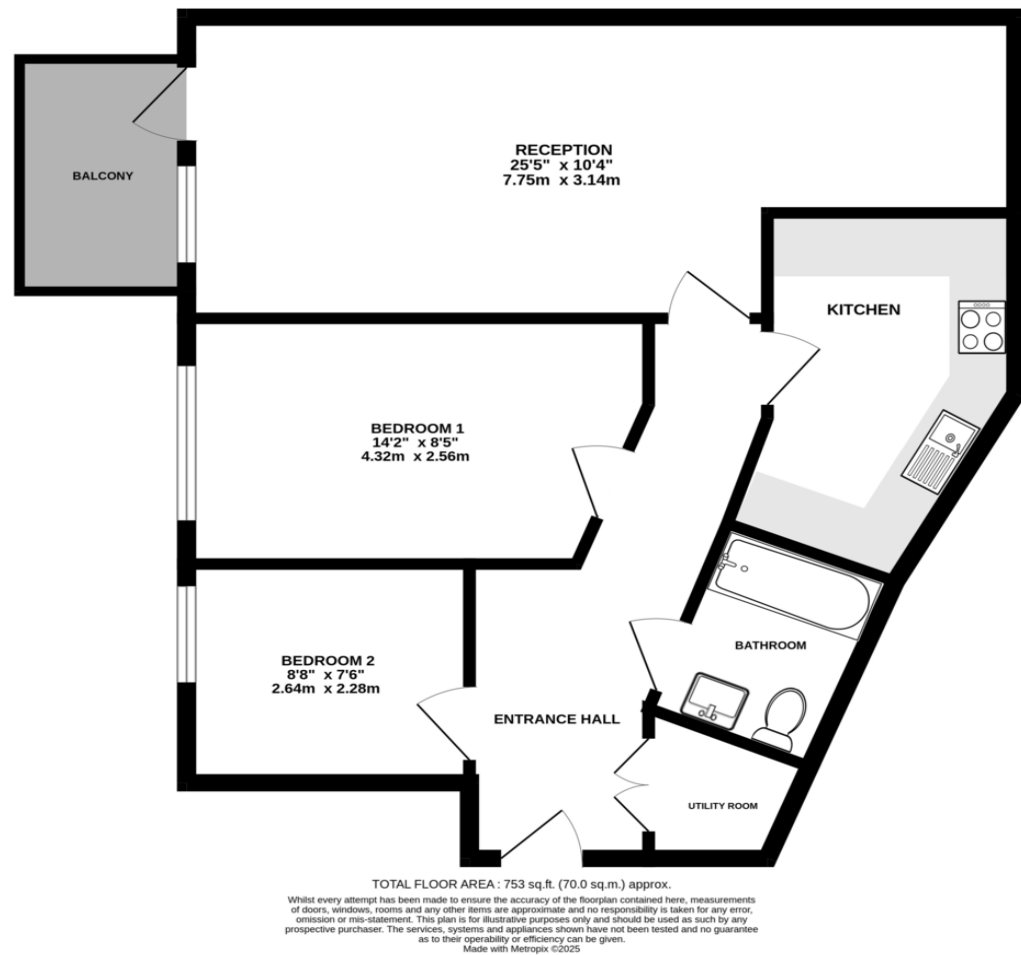 RECEPTION
25'5" x 10'4"
7.75m x 3.14m
BALCONY
KITCHEN
BEDROOM 1
14'2" x 8'5"
4.32m x 2.56m
BATHROOM
BEDROOM 2
8'8" x 7'6"
2.64m x 2.28m
ENTRANCE HALL
UTILITY ROOM
TOTAL FLOOR AREA : 753 sq.ft. (70.0 sq.m.) approx.
Whilst every attempt has been made to ensure the accuracy of the floorplan contained here, measurements
of doors, windows, rooms and any other items are approximate and no responsibility is taken for any error,
omission or mis-statement. This plan is for illustrative purposes only and should be used as such by any
prospective purchaser. The services, systems and appliances shown have not been tested and no guarantee
as to their operability or efficiency can be given.
Made with Metropix ©2025